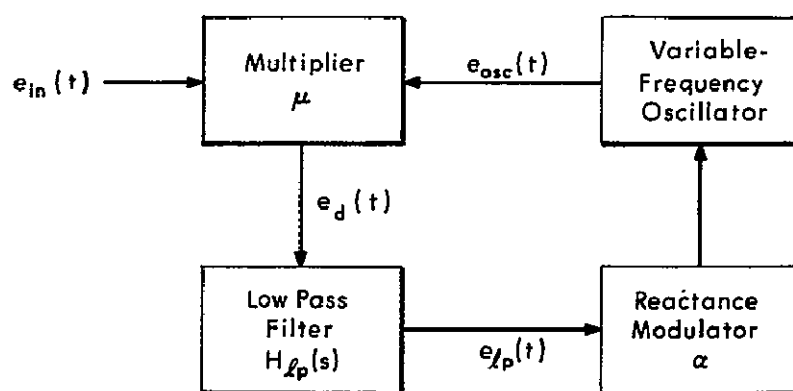 e_in(t)
Multiplier
μ
e_osc(t)
Variable-
Frequency
Oscillator
e_d(t)
Low Pass
Filter
H_ℓp(s)
e_ℓp(t)
Reactance
Modulator
α